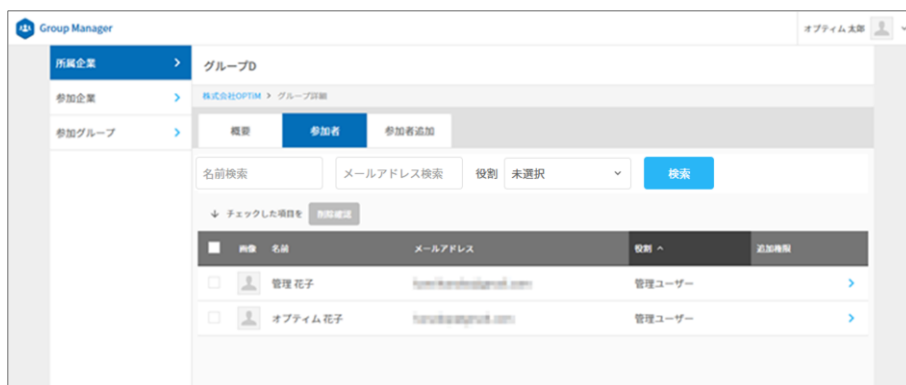 Group Manager
オプティム 太郎
所属企業
グループD
参加企業
株式会社OPTiM > グループ詳細
参加グループ
概要 参加者 参加者追加
名前検索 メールアドレス検索 役割 未選択 検索
↓ チェックした項目を 削除確認
画像 名前 メールアドレス 役割 追加権限
管理 花子 管理ユーザー
オプティム 花子 管理ユーザー